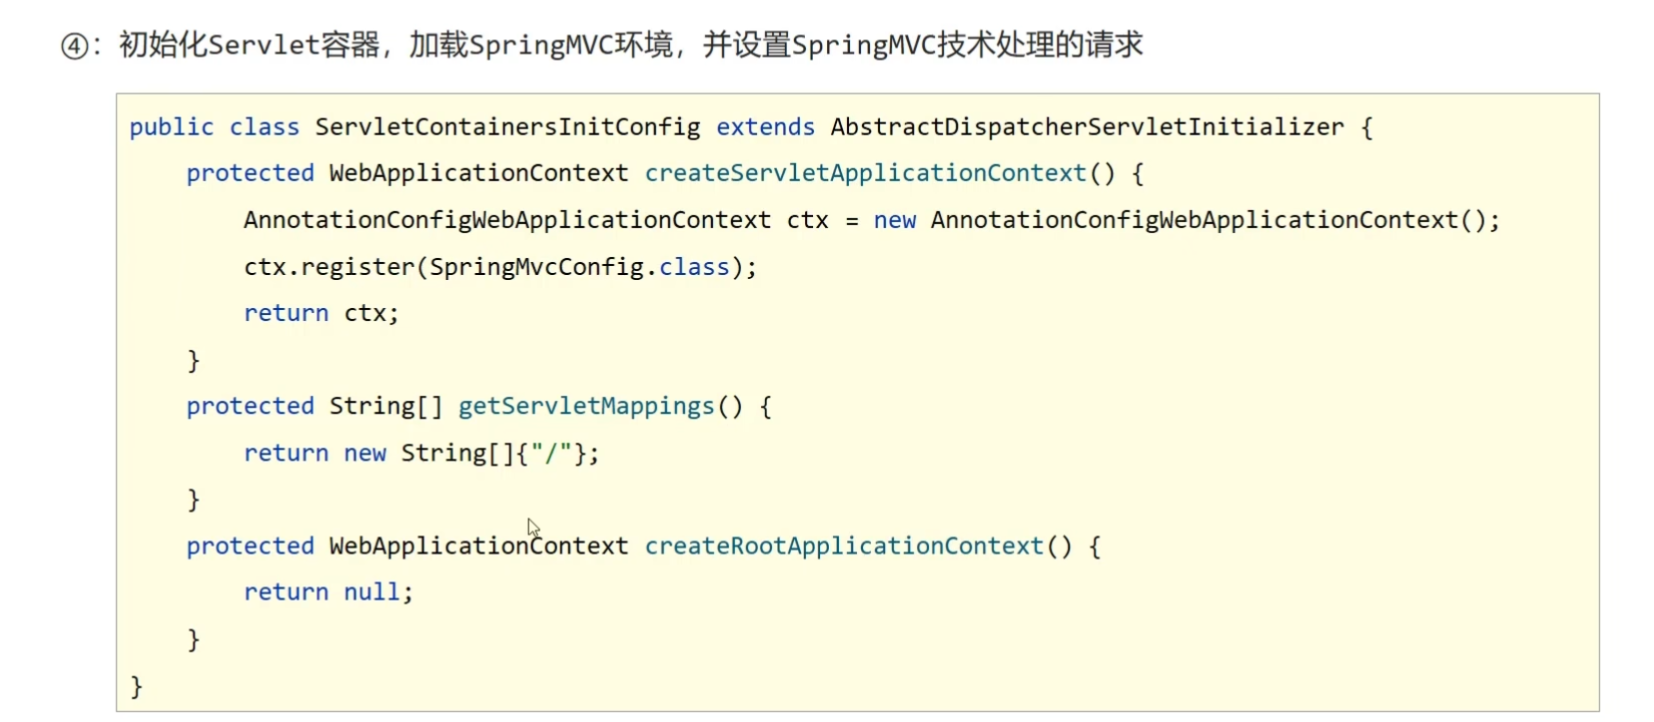 ④：初始化Servlet容器，加载SpringMVC环境，并设置SpringMVC技术处理的请求
public class ServletContainersInitConfig extends AbstractDispatcherServletInitializer {
    protected WebApplicationContext createServletApplicationContext() {
        AnnotationConfigWebApplicationContext ctx = new AnnotationConfigWebApplicationContext();
        ctx.register(SpringMvcConfig.class);
        return ctx;
    }
    protected String[] getServletMappings() {
        return new String[]{"/"};
    }
    protected WebApplicationContext createRootApplicationContext() {
        return null;
    }
}